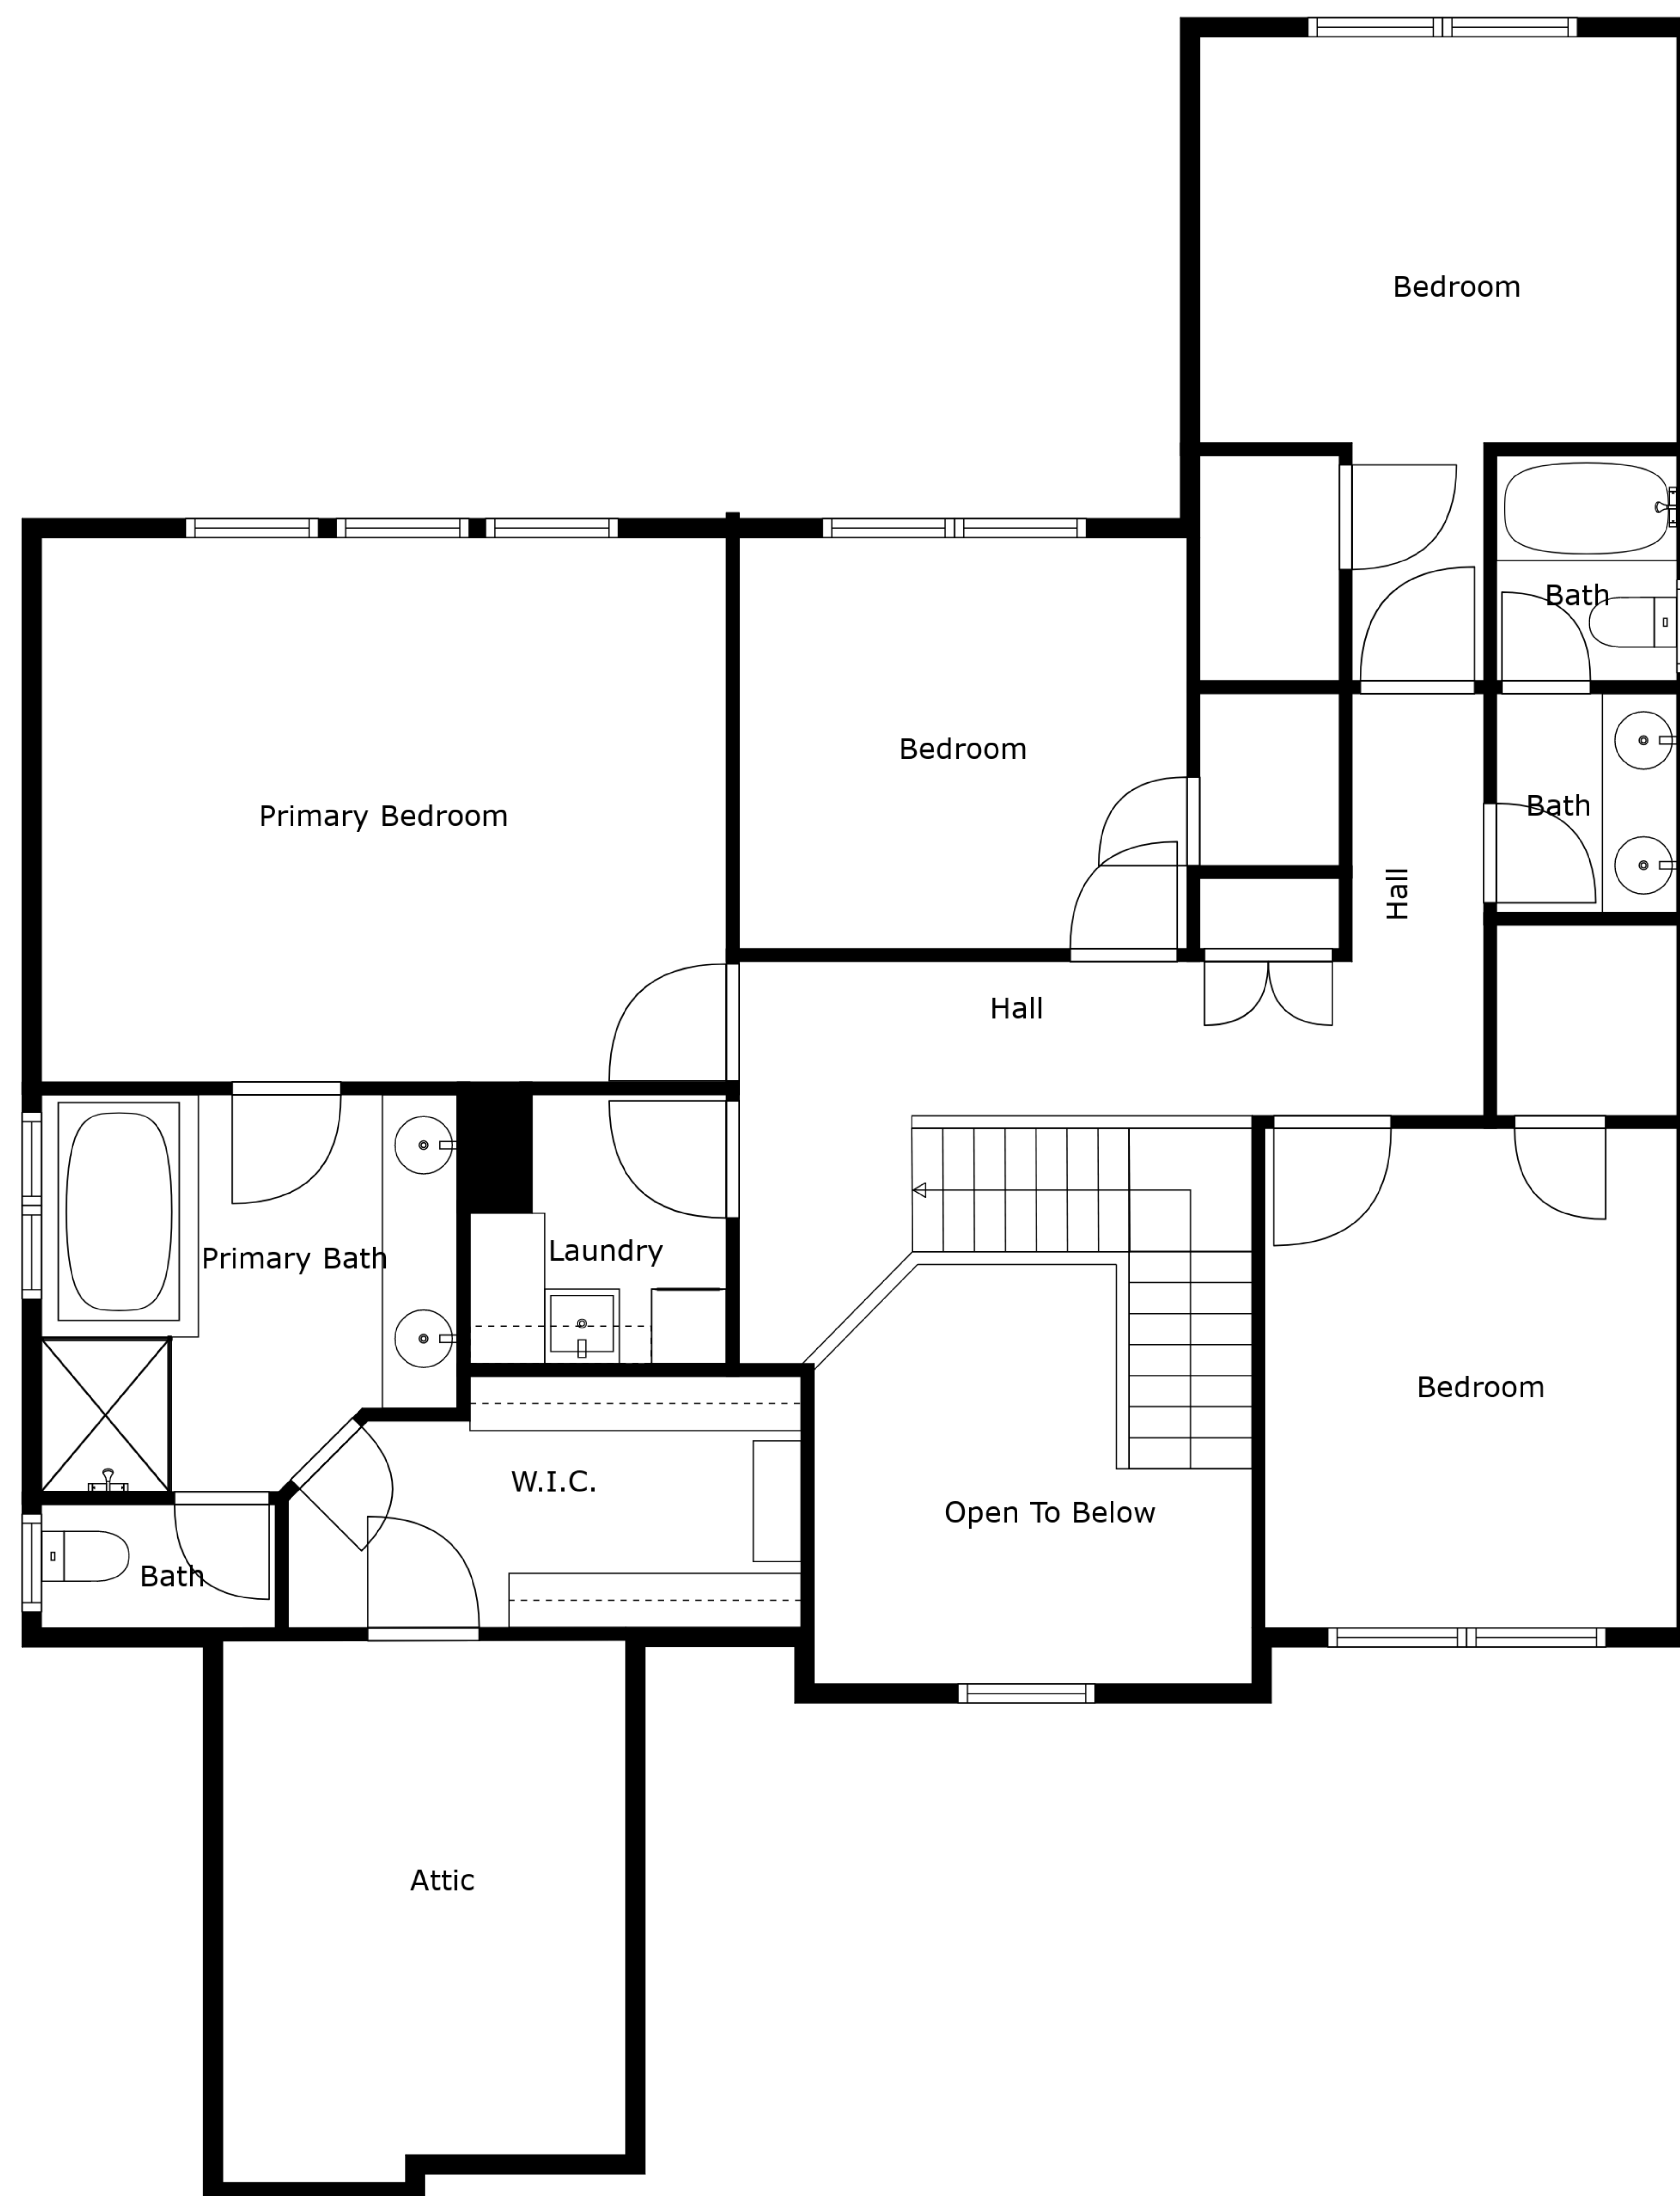 Bedroom
Bath
Bedroom
Primary Bedroom
Bath
Hall
Hall
Laundry
Primary Bath
Bedroom
W.I.C.
Open To Below
Bath
Attic